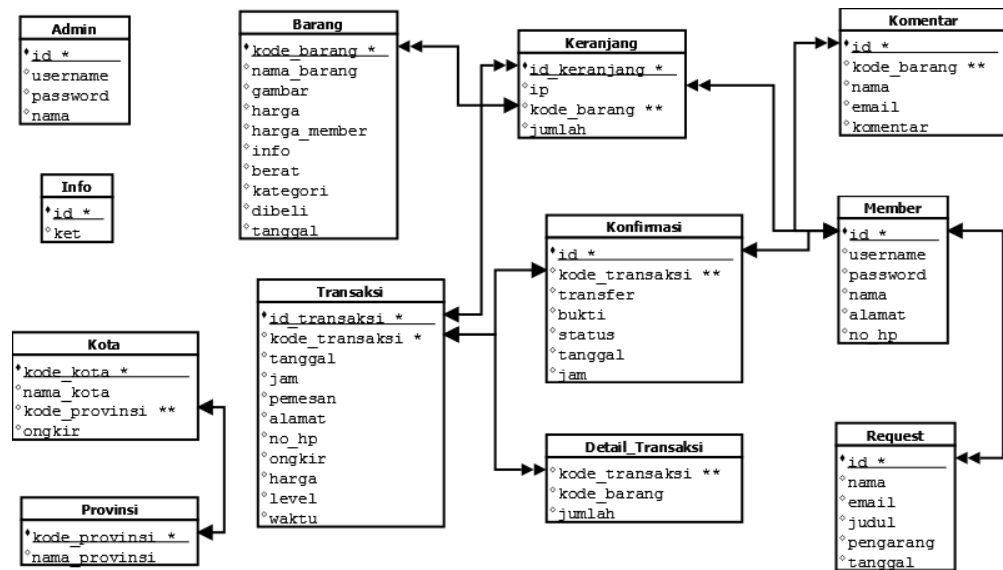 Admin
id *
username
password
nama
Barang
kode_barang *
nama_barang
gambar
harga
harga_member
info
berat
kategori
dibeli
tanggal
Keranjang
id_keranjang *
ip
kode_barang **
jumlah
Komentar
id *
kode_barang **
nama
email
komentar
Info
id *
ket
Konfirmasi
id *
kode_transaksi **
transfer
bukti
status
tanggal
jam
Member
id *
username
password
nama
alamat
no_hp
Transaksi
id_transaksi *
kode_transaksi *
tanggal
jam
pemesan
alamat
no_hp
ongkir
harga
level
waktu
Kota
kode_kota *
nama_kota
kode_provinsi **
ongkir
Detail_Transaksi
kode_transaksi **
kode_barang
jumlah
Request
id *
nama
email
judul
pengarang
tanggal
Provinsi
kode_provinsi *
nama_provinsi